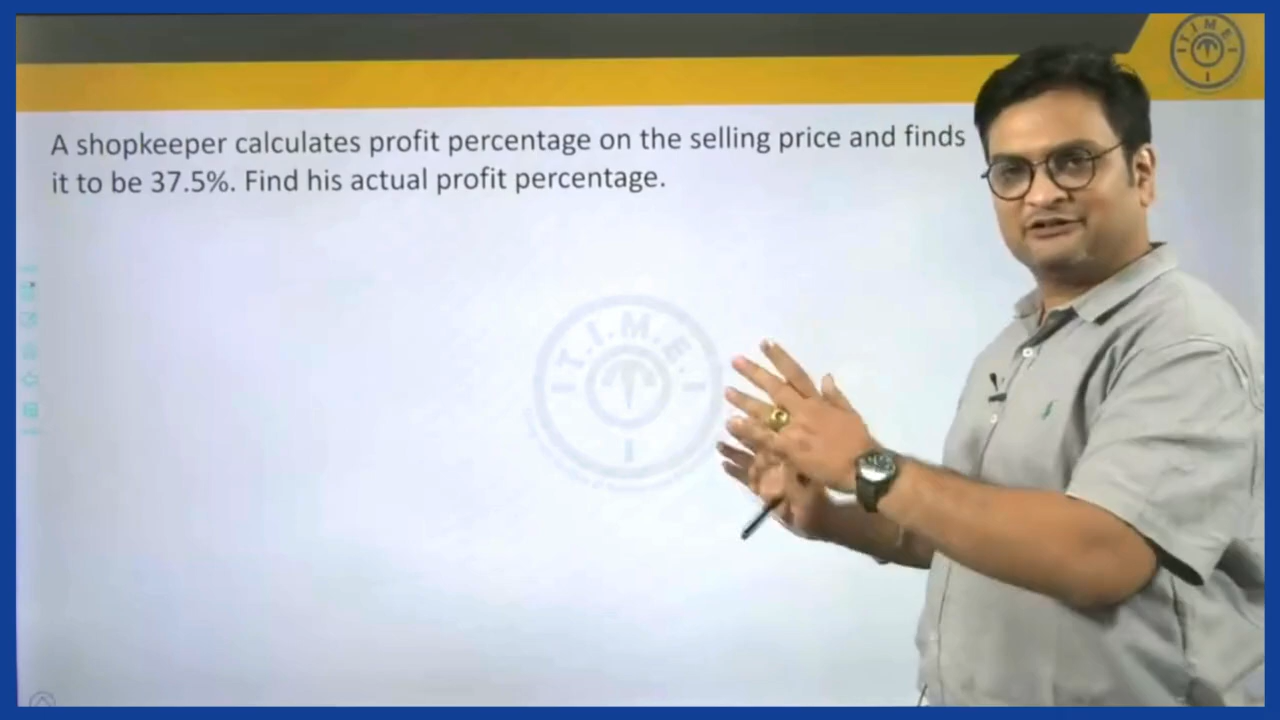 T.I.M.E.
A shopkeeper calculates profit percentage on the selling price and finds
it to be 37.5%. Find his actual profit percentage.
T.I.M.E.